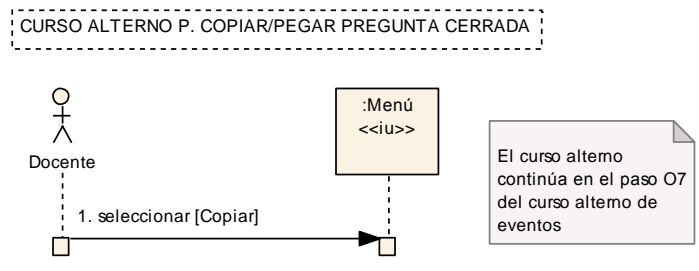 CURSO ALTERNO P. COPIAR/PEGAR PREGUNTA CERRADA
:Menú
<<iu>>
Docente
El curso alterno
continúa en el paso O7
del curso alterno de
eventos
1. seleccionar [Copiar]